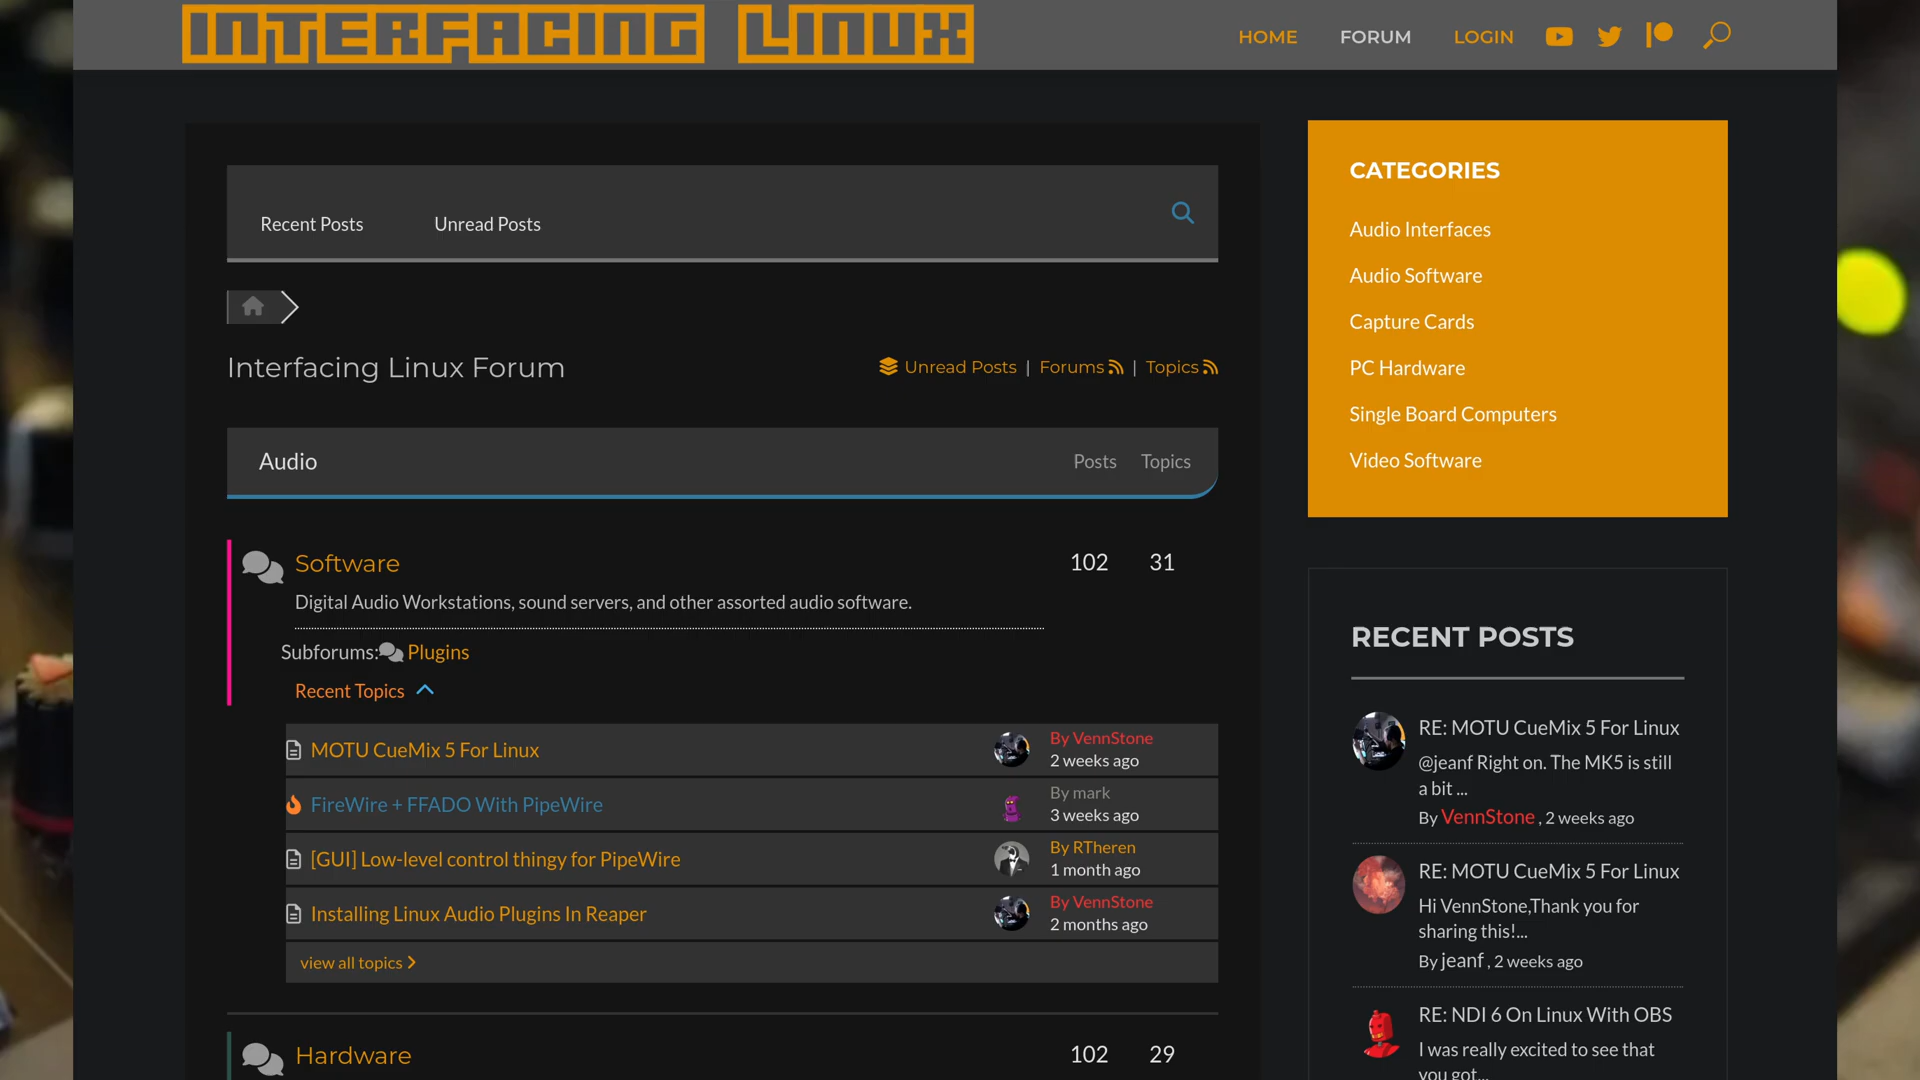 INTERFACING LINUX
HOME
FORUM
LOGIN
Recent Posts
Unread Posts
Interfacing Linux Forum
Unread Posts | Forums | Topics
Audio
Posts
Topics
Software
102
31
Digital Audio Workstations, sound servers, and other assorted audio software.
Subforums: Plugins
Recent Topics
MOTU CueMix 5 For Linux
By VennStone
2 weeks ago
FireWire + FFADO With PipeWire
By mark
3 weeks ago
[GUI] Low-level control thingy for PipeWire
By RTheren
1 month ago
Installing Linux Audio Plugins In Reaper
By VennStone
2 months ago
view all topics
Hardware
102
29
CATEGORIES
Audio Interfaces
Audio Software
Capture Cards
PC Hardware
Single Board Computers
Video Software
RECENT POSTS
RE: MOTU CueMix 5 For Linux
@jeanf Right on. The MK5 is still
a bit ...
By VennStone , 2 weeks ago
RE: MOTU CueMix 5 For Linux
Hi VennStone,Thank you for
sharing this!...
By jeanf , 2 weeks ago
RE: NDI 6 On Linux With OBS
I was really excited to see that
you got...